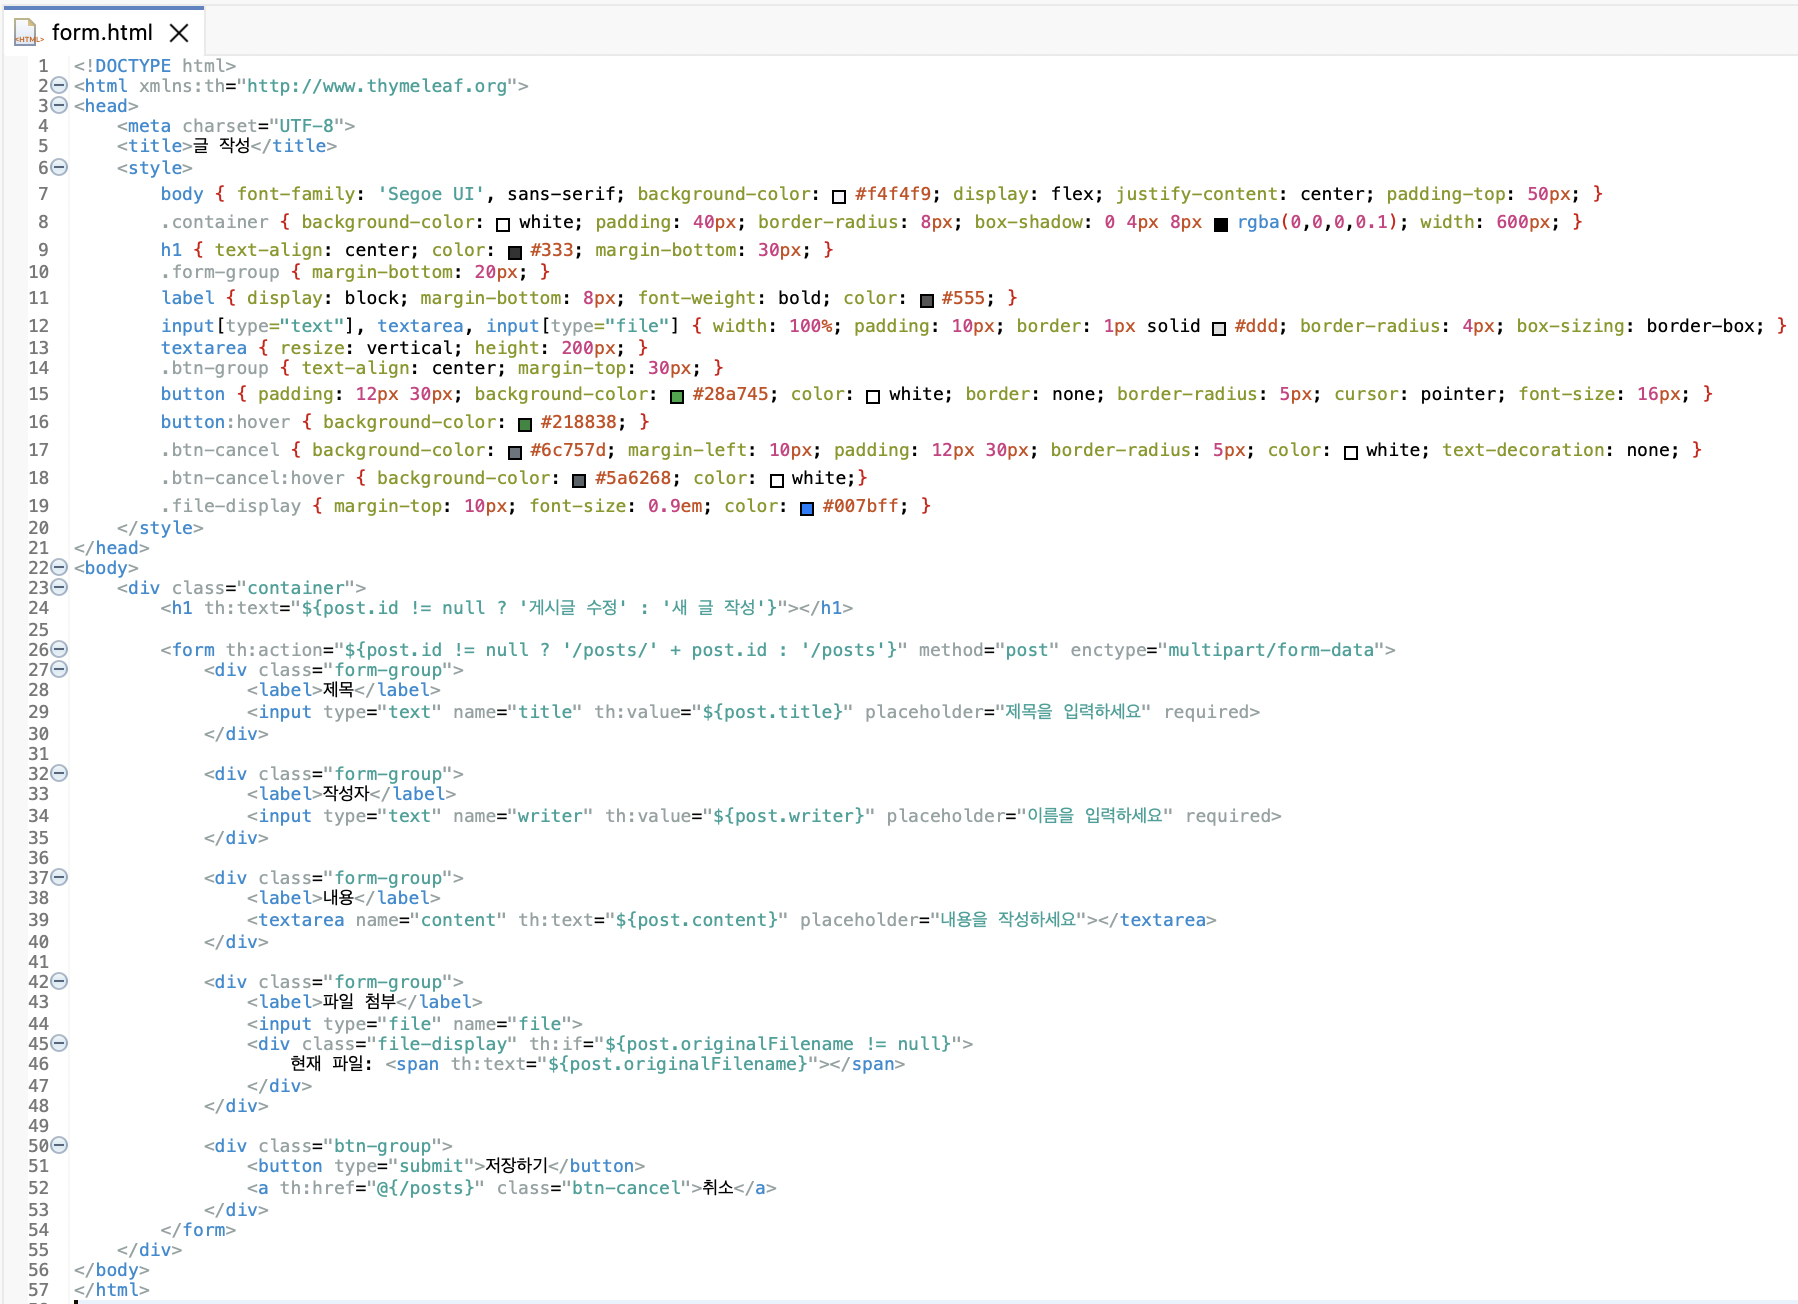 form.html
1 <!DOCTYPE html>
2 <html xmlns:th="http://www.thymeleaf.org">
3 <head>
4     <meta charset="UTF-8">
5     <title>글 작성</title>
6     <style>
7         body { font-family: 'Segoe UI', sans-serif; background-color: #f4f4f9; display: flex; justify-content: center; padding-top: 50px; }
8         .container { background-color: white; padding: 40px; border-radius: 8px; box-shadow: 0 4px 8px rgba(0,0,0,0.1); width: 600px; }
9         h1 { text-align: center; color: #333; margin-bottom: 30px; }
10         .form-group { margin-bottom: 20px; }
11         label { display: block; margin-bottom: 8px; font-weight: bold; color: #555; }
12         input[type="text"], textarea, input[type="file"] { width: 100%; padding: 10px; border: 1px solid #ddd; border-radius: 4px; box-sizing: border-box; }
13         textarea { resize: vertical; height: 200px; }
14         .btn-group { text-align: center; margin-top: 30px; }
15         button { padding: 12px 30px; background-color: #28a745; color: white; border: none; border-radius: 5px; cursor: pointer; font-size: 16px; }
16         button:hover { background-color: #218838; }
17         .btn-cancel { background-color: #6c757d; margin-left: 10px; padding: 12px 30px; border-radius: 5px; color: white; text-decoration: none; }
18         .btn-cancel:hover { background-color: #5a6268; color: white;}
19         .file-display { margin-top: 10px; font-size: 0.9em; color: #007bff; }
20     </style>
21 </head>
22 <body>
23     <div class="container">
24         <h1 th:text="${post.id != null ? '게시글 수정' : '새 글 작성'}"></h1>
25
26         <form th:action="${post.id != null ? '/posts/' + post.id : '/posts'}" method="post" enctype="multipart/form-data">
27             <div class="form-group">
28                 <label>제목</label>
29                 <input type="text" name="title" th:value="${post.title}" placeholder="제목을 입력하세요" required>
30             </div>
31
32             <div class="form-group">
33                 <label>작성자</label>
34                 <input type="text" name="writer" th:value="${post.writer}" placeholder="이름을 입력하세요" required>
35             </div>
36
37             <div class="form-group">
38                 <label>내용</label>
39                 <textarea name="content" th:text="${post.content}" placeholder="내용을 작성하세요"></textarea>
40             </div>
41
42             <div class="form-group">
43                 <label>파일 첨부</label>
44                 <input type="file" name="file">
45                 <div class="file-display" th:if="${post.originalFilename != null}">
46                     현재 파일: <span th:text="${post.originalFilename}"></span>
47                 </div>
48             </div>
49
50             <div class="btn-group">
51                 <button type="submit">저장하기</button>
52                 <a th:href="@{/posts}" class="btn-cancel">취소</a>
53             </div>
54         </form>
55     </div>
56 </body>
57 </html>